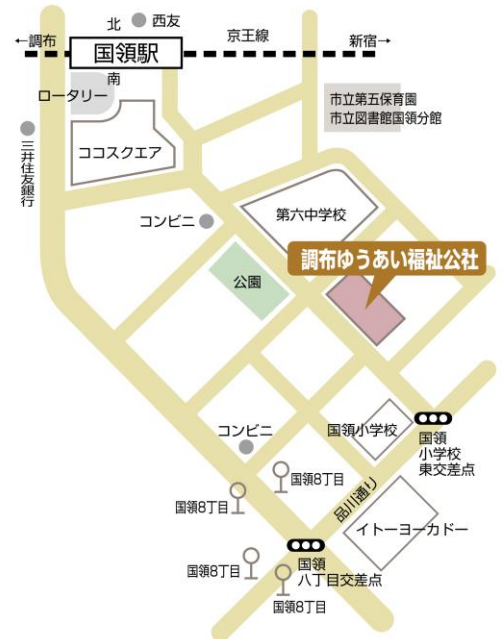 北
西友
←調布
国領駅
京王線
新宿→
南
ロータリー
市立第五保育園
市立図書館国領分館
三井住友銀行
ココスクエア
コンビニ
第六中学校
調布ゆうあい福祉公社
公園
コンビニ
国領小学校
国領
小学校
東交差点
国領8丁目
国領8丁目
品川通り
イトーヨーカドー
国領
八丁目交差点
国領8丁目
国領8丁目